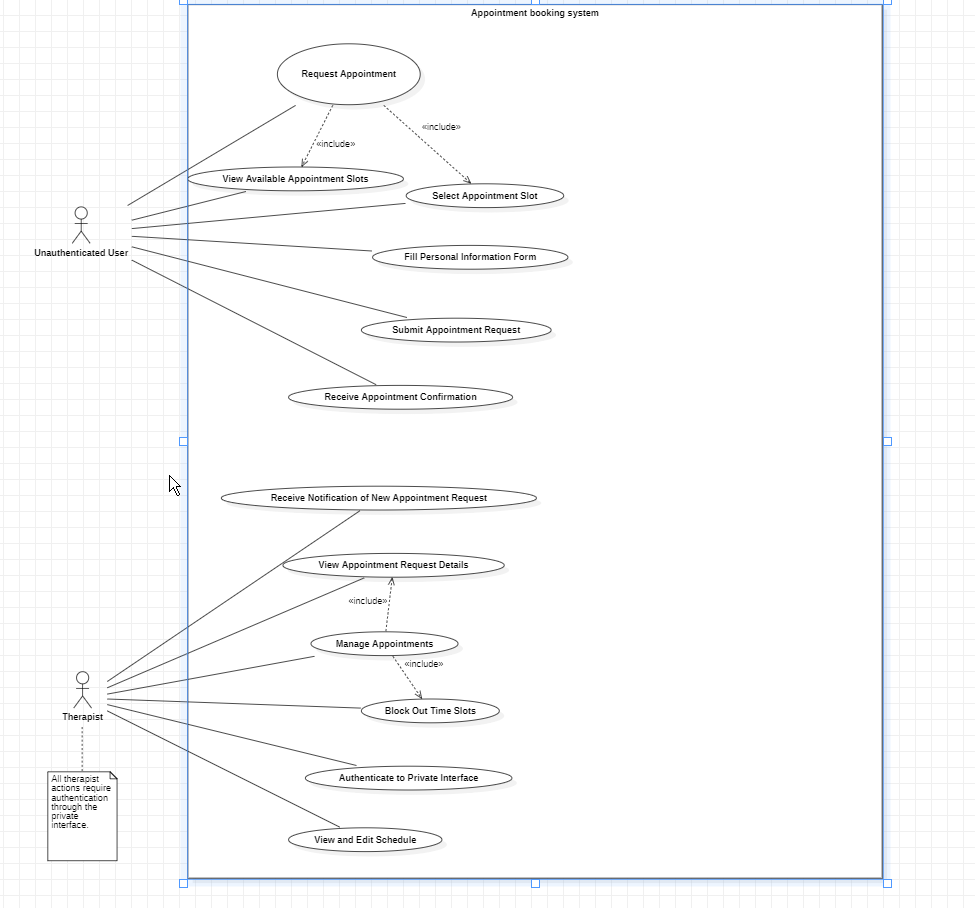 Appointment booking system
Request Appointment
«include»
«include»
View Available Appointment Slots
Select Appointment Slot
Unauthenticated User
Fill Personal Information Form
Submit Appointment Request
Receive Appointment Confirmation
Receive Notification of New Appointment Request
View Appointment Request Details
«include»
Manage Appointments
«include»
Block Out Time Slots
Therapist
Authenticate to Private Interface
All therapist
actions require
authentication
through the
private
interface.
View and Edit Schedule